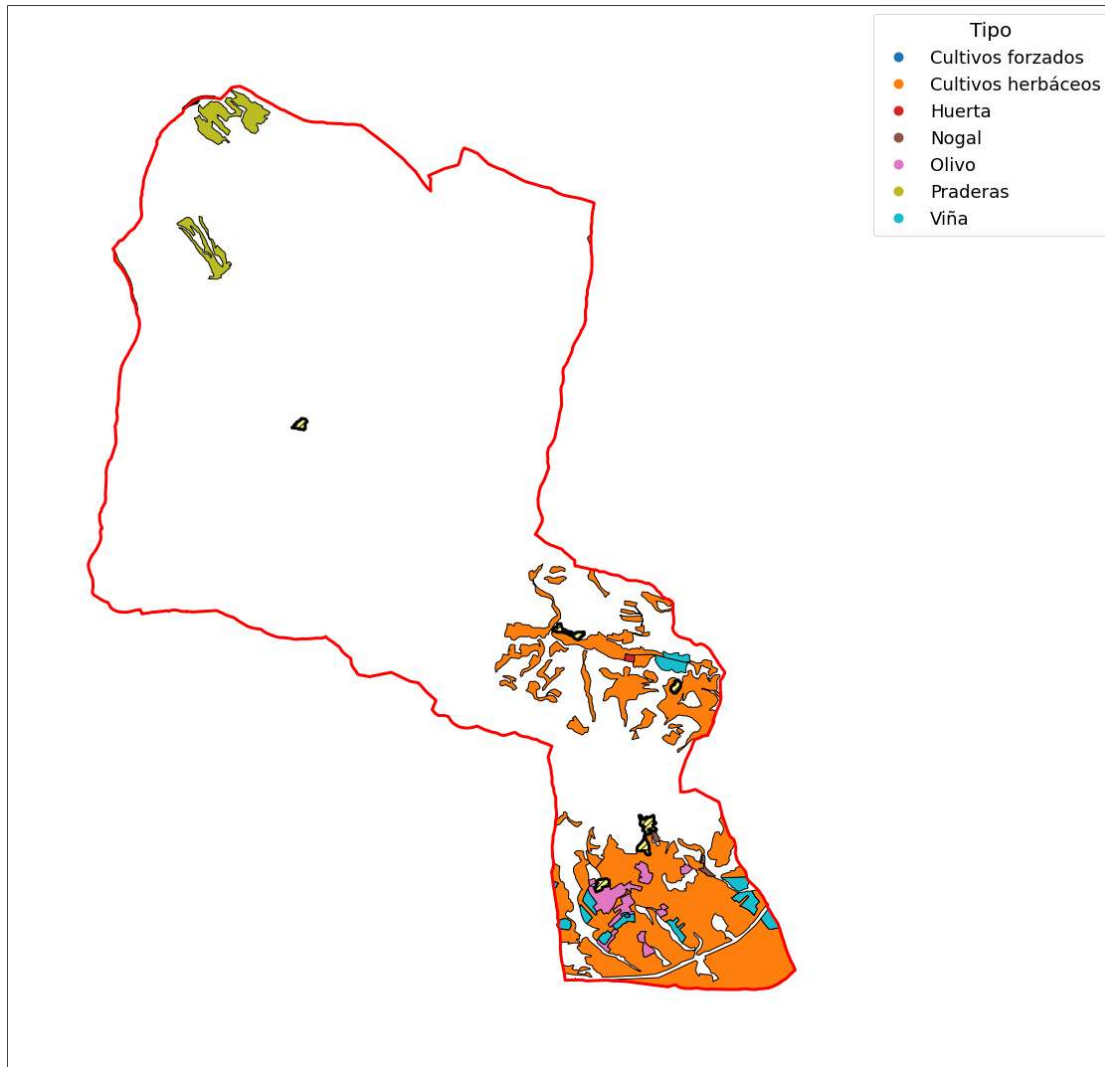 Tipo
Cultivos forzados
Cultivos herbáceos
Huerta
Nogal
Olivo
Praderas
Viña